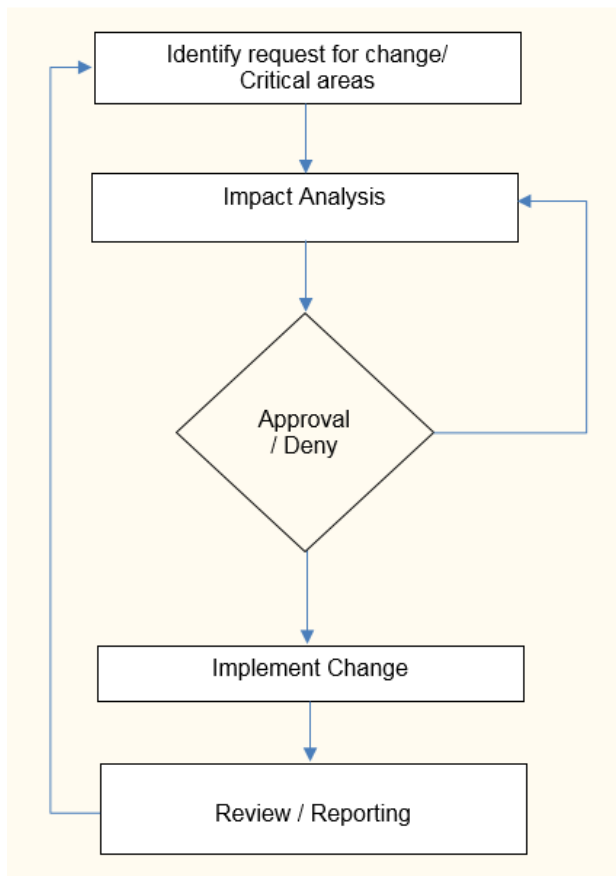 Identify request for change/
Critical areas
Impact Analysis
Approval
/ Deny
Implement Change
Review / Reporting